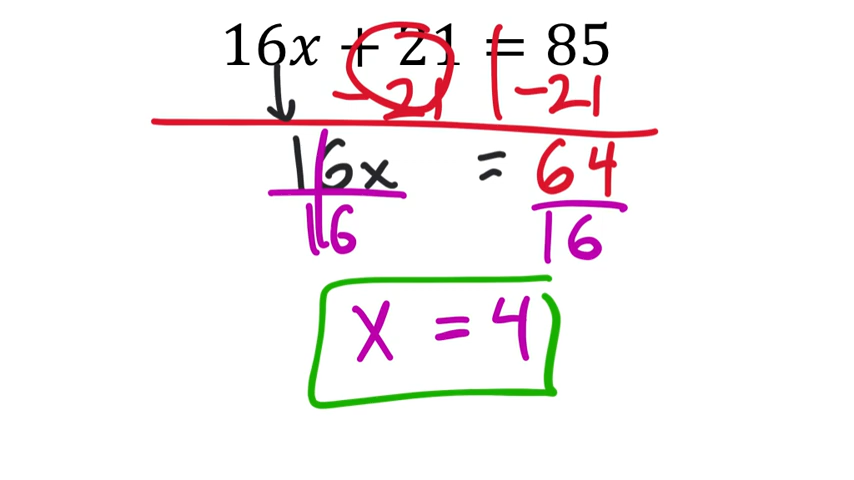 16x + 21 = 85
-21 -21
16x = 64
16 16
x = 4